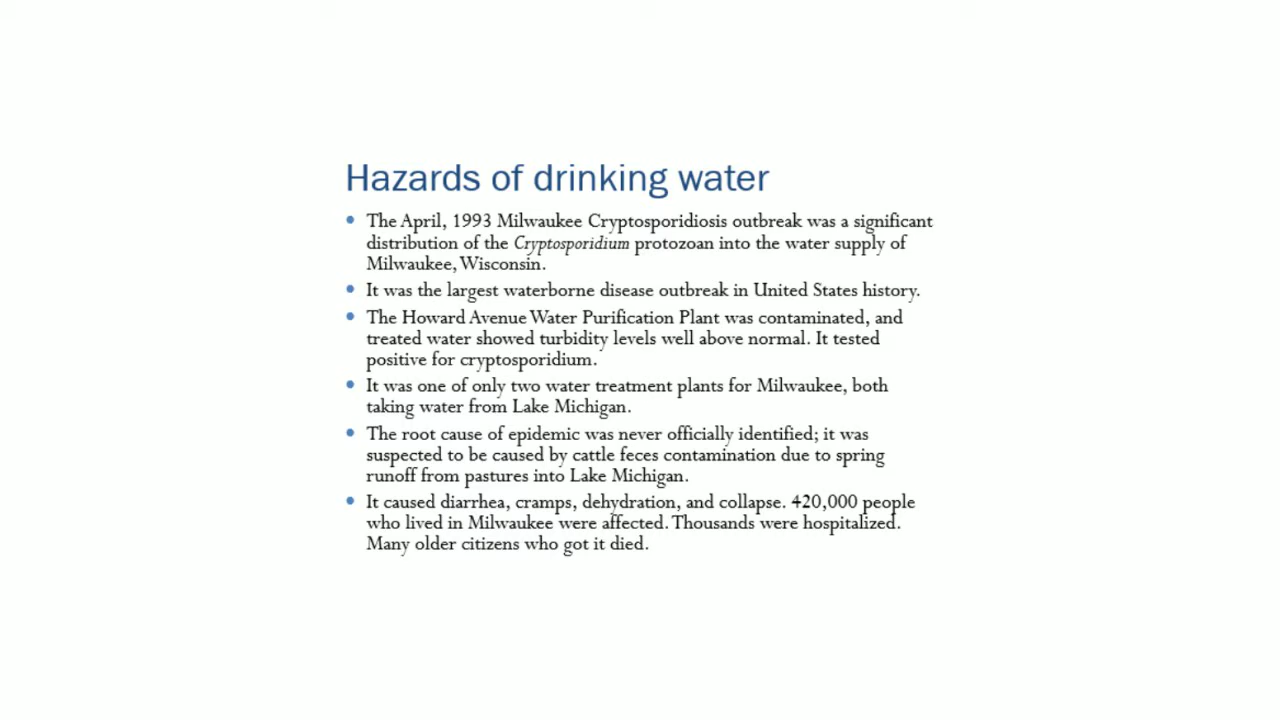 Hazards of drinking water
• The April, 1993 Milwaukee Cryptosporidiosis outbreak was a significant
distribution of the Cryptosporidium protozoan into the water supply of
Milwaukee, Wisconsin.
• It was the largest waterborne disease outbreak in United States history.
• The Howard Avenue Water Purification Plant was contaminated, and
treated water showed turbidity levels well above normal. It tested
positive for cryptosporidium.
• It was one of only two water treatment plants for Milwaukee, both
taking water from Lake Michigan.
• The root cause of epidemic was never officially identified; it was
suspected to be caused by cattle feces contamination due to spring
runoff from pastures into Lake Michigan.
• It caused diarrhea, cramps, dehydration, and collapse. 420,000 people
who lived in Milwaukee were affected. Thousands were hospitalized.
Many older citizens who got it died.